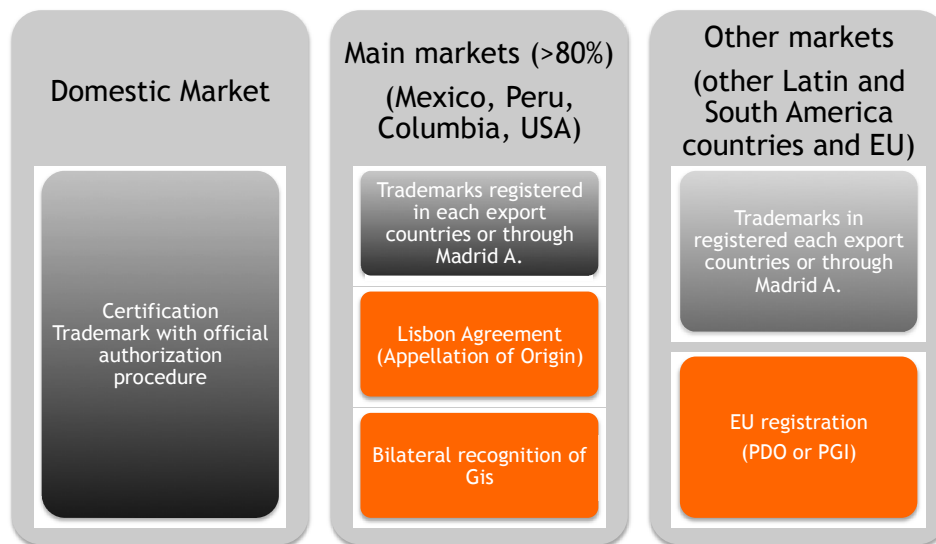 Domestic Market
Certification
Trademark with official
authorization
procedure
Main markets (>80%)
(Mexico, Peru,
Columbia, USA)
Trademarks registered
in each export
countries or through
Madrid A.
Lisbon Agreement
(Appellation of Origin)
Bilateral recognition of
Gis
Other markets
(other Latin and
South America
countries and EU)
Trademarks in
registered each export
countries or through
Madrid A.
EU registration
(PDO or PGI)